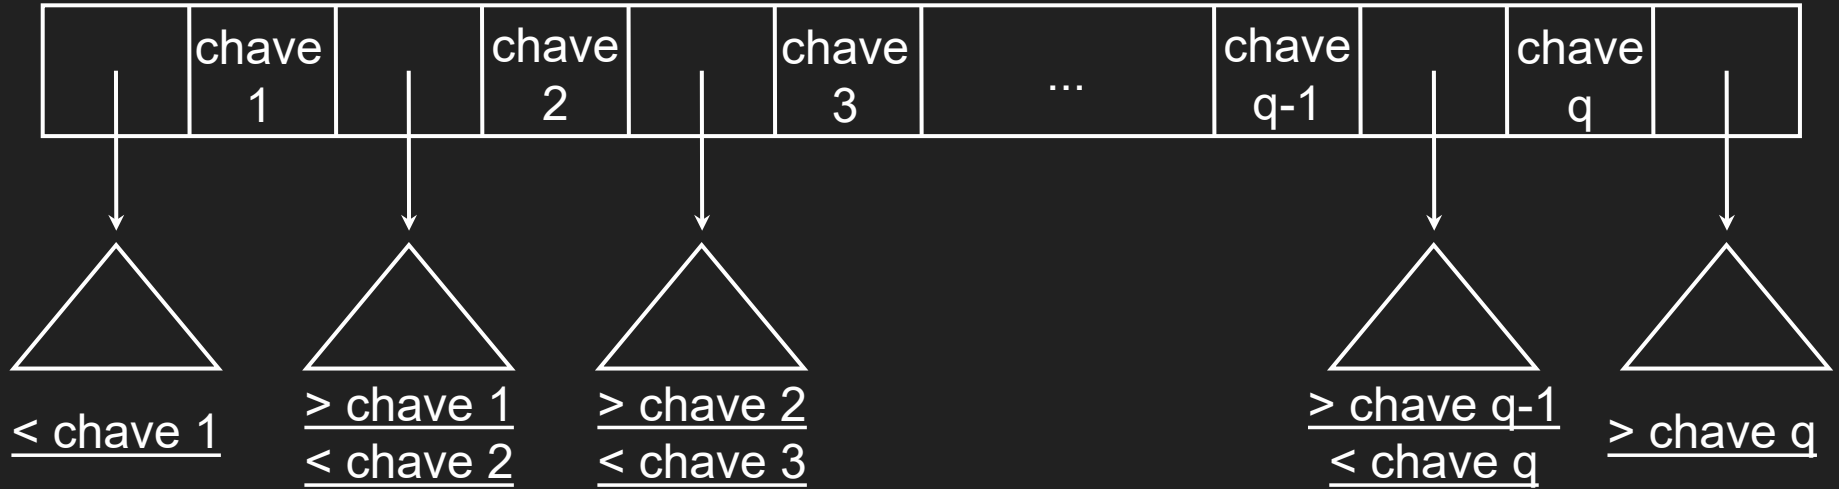 chave
1
chave
2
chave
3
...
chave
q-1
chave
q
< chave 1
> chave 1
< chave 2
> chave 2
< chave 3
> chave q-1
< chave q
> chave q